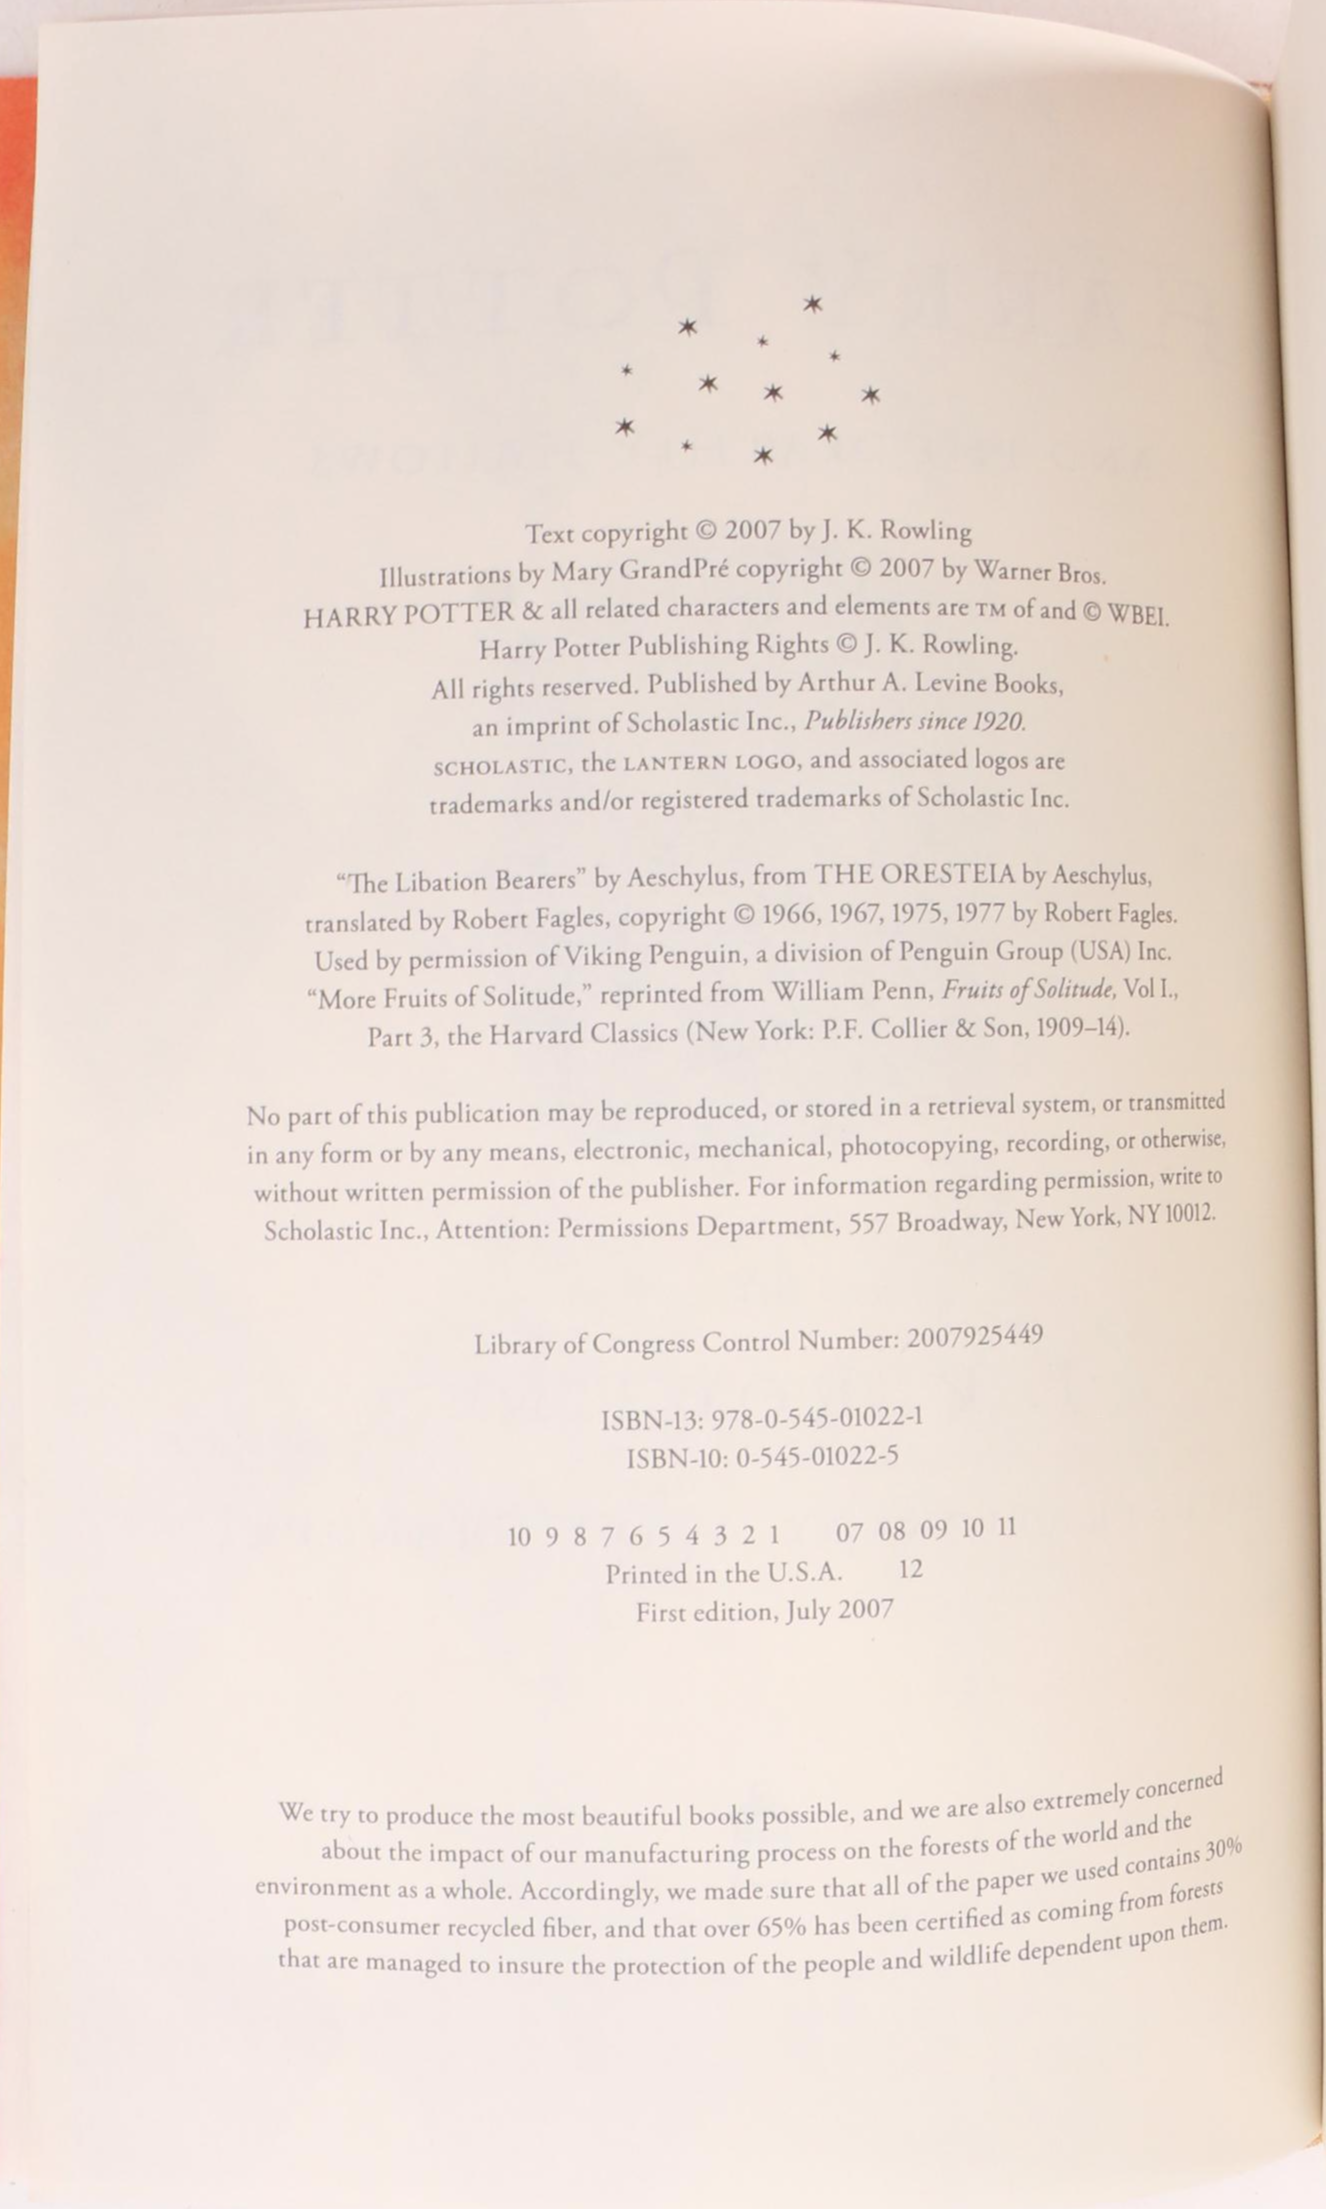 Text copyright © 2007 by J. K. Rowling
Illustrations by Mary GrandPré copyright © 2007 by Warner Bros.
HARRY POTTER & all related characters and elements are TM of and © WBEI.
Harry Potter Publishing Rights © J. K. Rowling.
All rights reserved. Published by Arthur A. Levine Books,
an imprint of Scholastic Inc., Publishers since 1920.
SCHOLASTIC, the LANTERN LOGO, and associated logos are
trademarks and/or registered trademarks of Scholastic Inc.
“The Libation Bearers” by Aeschylus, from THE ORESTEIA by Aeschylus,
translated by Robert Fagles, copyright © 1966, 1967, 1975, 1977 by Robert Fagles.
Used by permission of Viking Penguin, a division of Penguin Group (USA) Inc.
“More Fruits of Solitude,” reprinted from William Penn, Fruits of Solitude, Vol I.,
Part 3, the Harvard Classics (New York: P.F. Collier & Son, 1909–14).
No part of this publication may be reproduced, or stored in a retrieval system, or transmitted
in any form or by any means, electronic, mechanical, photocopying, recording, or otherwise,
without written permission of the publisher. For information regarding permission, write to
Scholastic Inc., Attention: Permissions Department, 557 Broadway, New York, NY 10012.
Library of Congress Control Number: 2007925449
ISBN-13: 978-0-545-01022-1
ISBN-10: 0-545-01022-5
10 9 8 7 6 5 4 3 2 1 07 08 09 10 11
Printed in the U.S.A. 12
First edition, July 2007
We try to produce the most beautiful books possible, and we are also extremely concerned
about the impact of our manufacturing process on the forests of the world and the
environment as a whole. Accordingly, we made sure that all of the paper we used contains 30%
post-consumer recycled fiber, and that over 65% has been certified as coming from forests
that are managed to insure the protection of the people and wildlife dependent upon them.